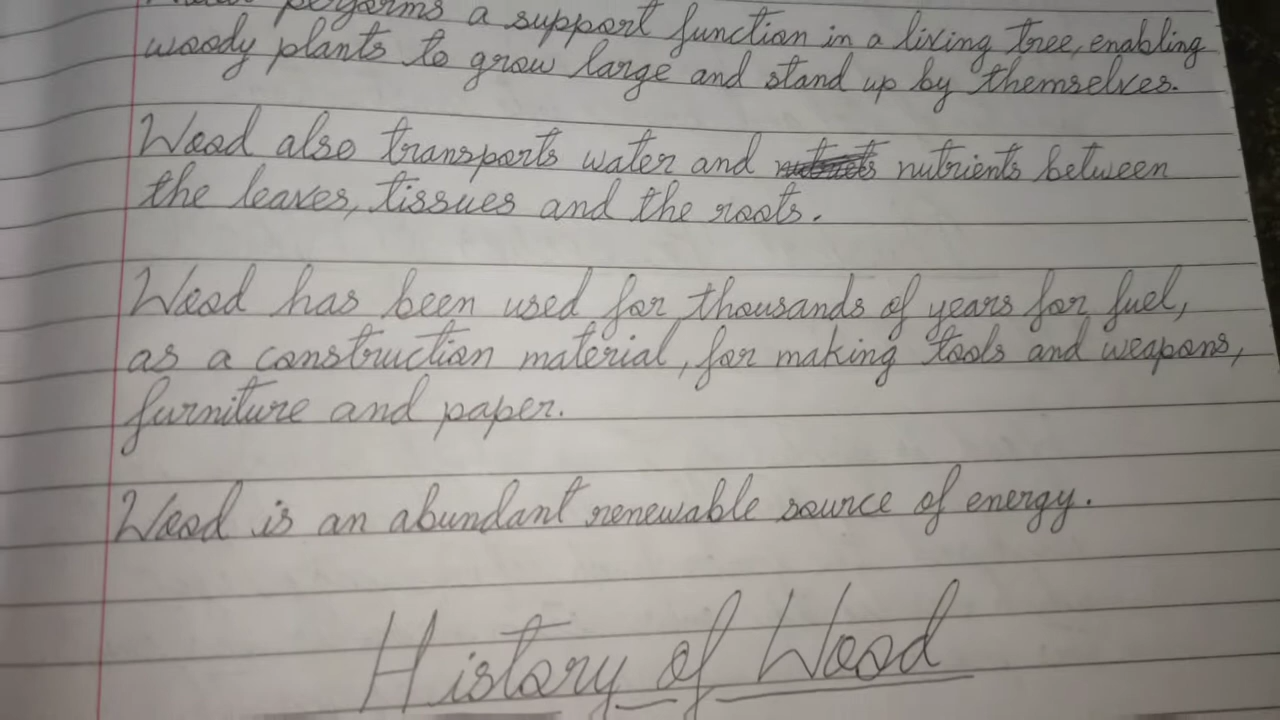 performs a support function in a living tree, enabling
woody plants to grow large and stand up by themselves.
Wood also transports water and nutrients between
the leaves, tissues and the roots.
Wood has been used for thousands of years for fuel,
as a construction material, for making tools and weapons,
furniture and paper.
Wood is an abundant renewable source of energy.
History of Wood